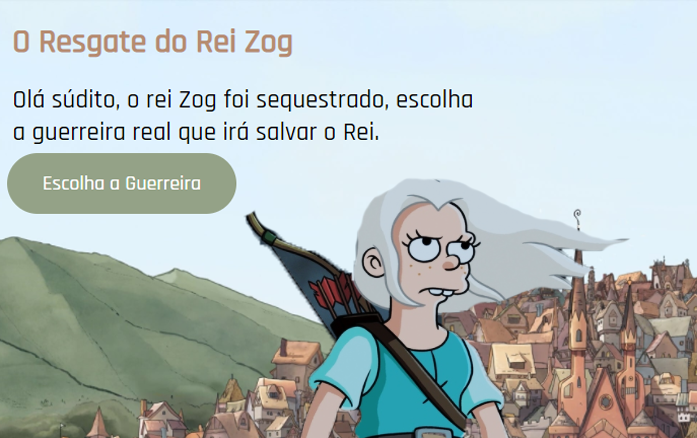 O Resgate do Rei Zog
Olá súdito, o rei Zog foi sequestrado, escolha
a guerreira real que irá salvar o Rei.
Escolha a Guerreira